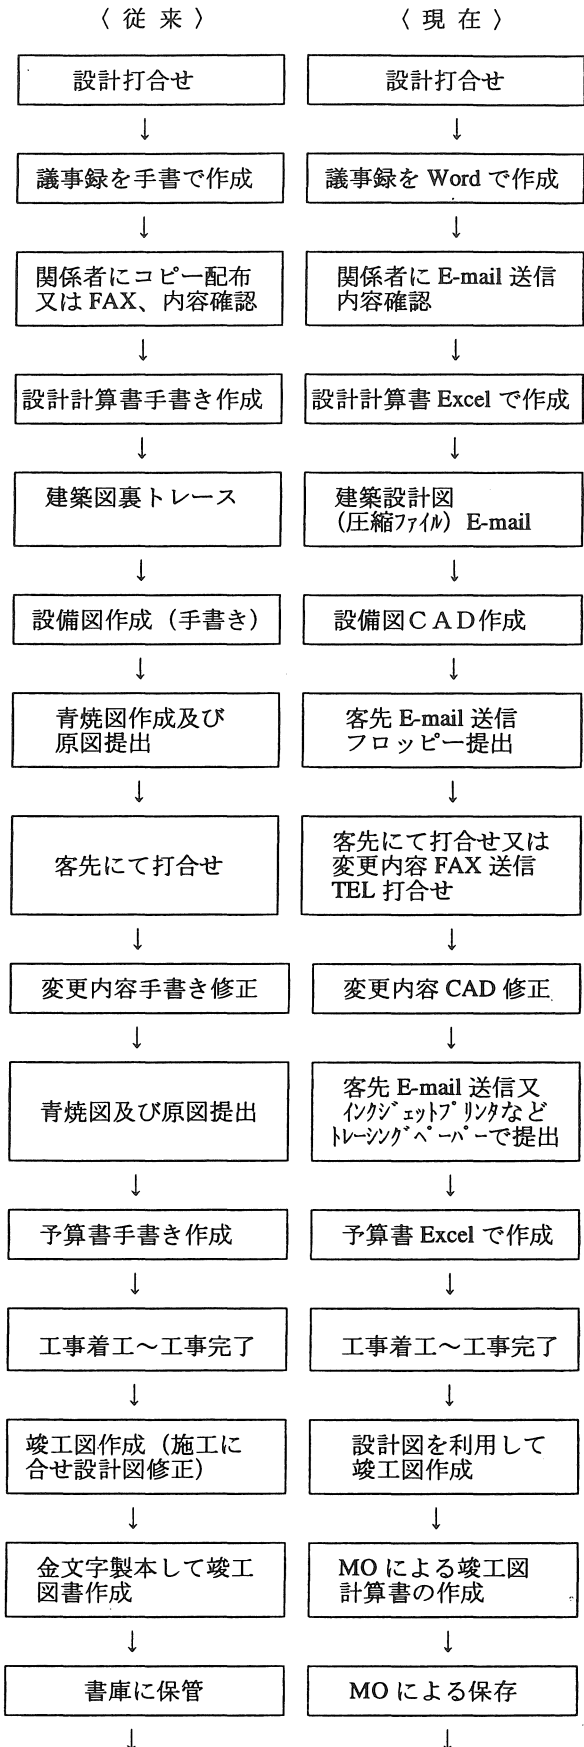 〈従来〉
設計打合せ
↓
議事録を手書で作成
↓
関係者にコピー配布
又は FAX、内容確認
↓
設計計算書手書き作成
↓
建築図裏トレース
↓
設備図作成（手書き）
↓
青焼図作成及び
原図提出
↓
客先にて打合せ
↓
変更内容手書き修正
↓
青焼図及び原図提出
↓
予算書手書き作成
↓
工事着工～工事完了
↓
竣工図作成（施工に
合せ設計図修正）
↓
金文字製本して竣工
図書作成
↓
書庫に保管
↓
〈現在〉
設計打合せ
↓
議事録を Word で作成
↓
関係者に E-mail 送信
内容確認
↓
設計計算書 Excel で作成
↓
建築設計図
（圧縮ﾌｧｲﾙ）E-mail
↓
設備図ＣＡＤ作成
↓
客先 E-mail 送信
フロッピー提出
↓
客先にて打合せ又は
変更内容 FAX 送信
TEL 打合せ
↓
変更内容 CAD 修正
↓
客先 E-mail 送信又
ｲﾝｸｼﾞｪｯﾄﾌﾟﾘﾝﾀなど
ﾄﾚｰｼﾝｸﾞﾍﾟｰﾊﾟｰで提出
↓
予算書 Excel で作成
↓
工事着工～工事完了
↓
設計図を利用して
竣工図作成
↓
MO による竣工図
計算書の作成
↓
MO による保存
↓